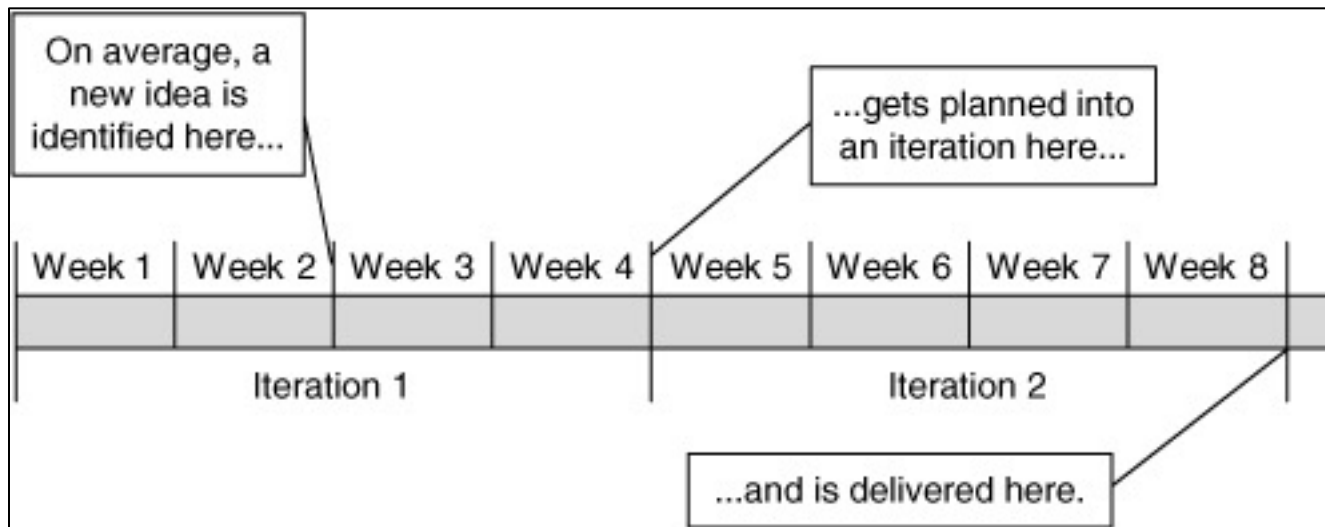 On average, a
new idea is
identified here...
...gets planned into
an iteration here...
Week 1 Week 2 Week 3 Week 4 Week 5 Week 6 Week 7 Week 8
Iteration 1 Iteration 2
...and is delivered here.